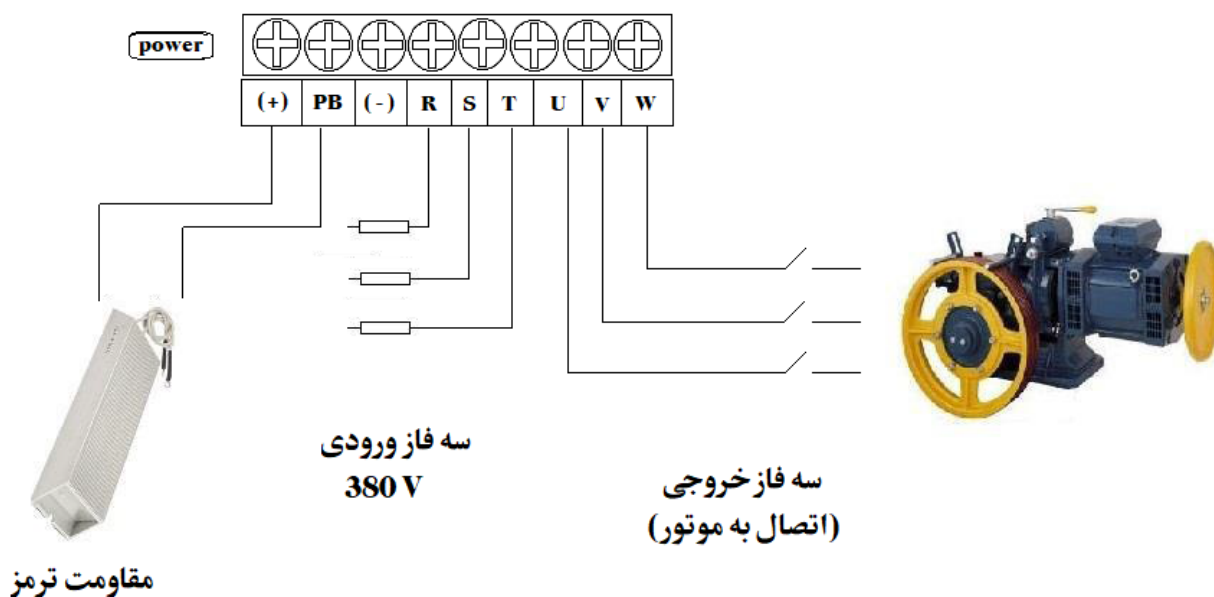 power
(+) PB (-) R S T U V W
سه فاز ورودی
380 V
سه فاز خروجی
(اتصال به موتور)
مقاومت ترمز